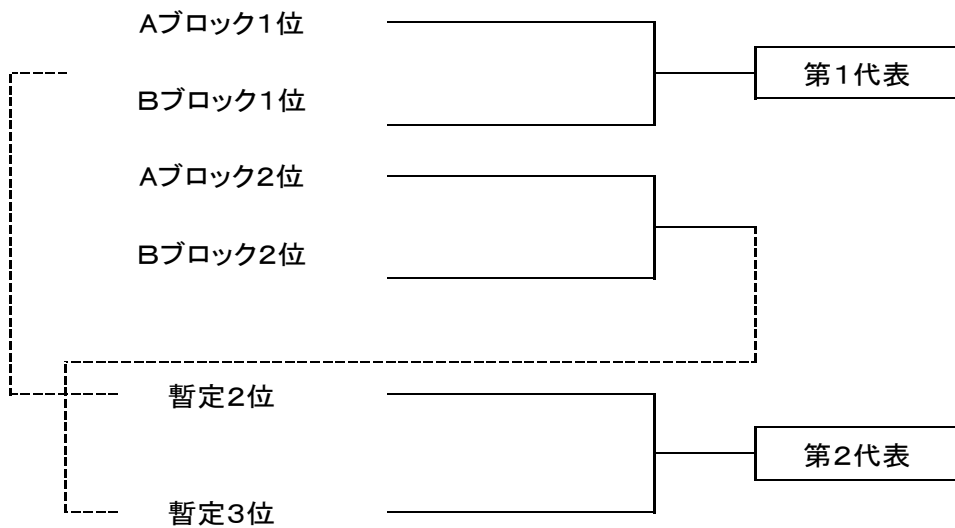 Aブロック1位
第1代表
Bブロック1位
Aブロック2位
Bブロック2位
暫定2位
第2代表
暫定3位